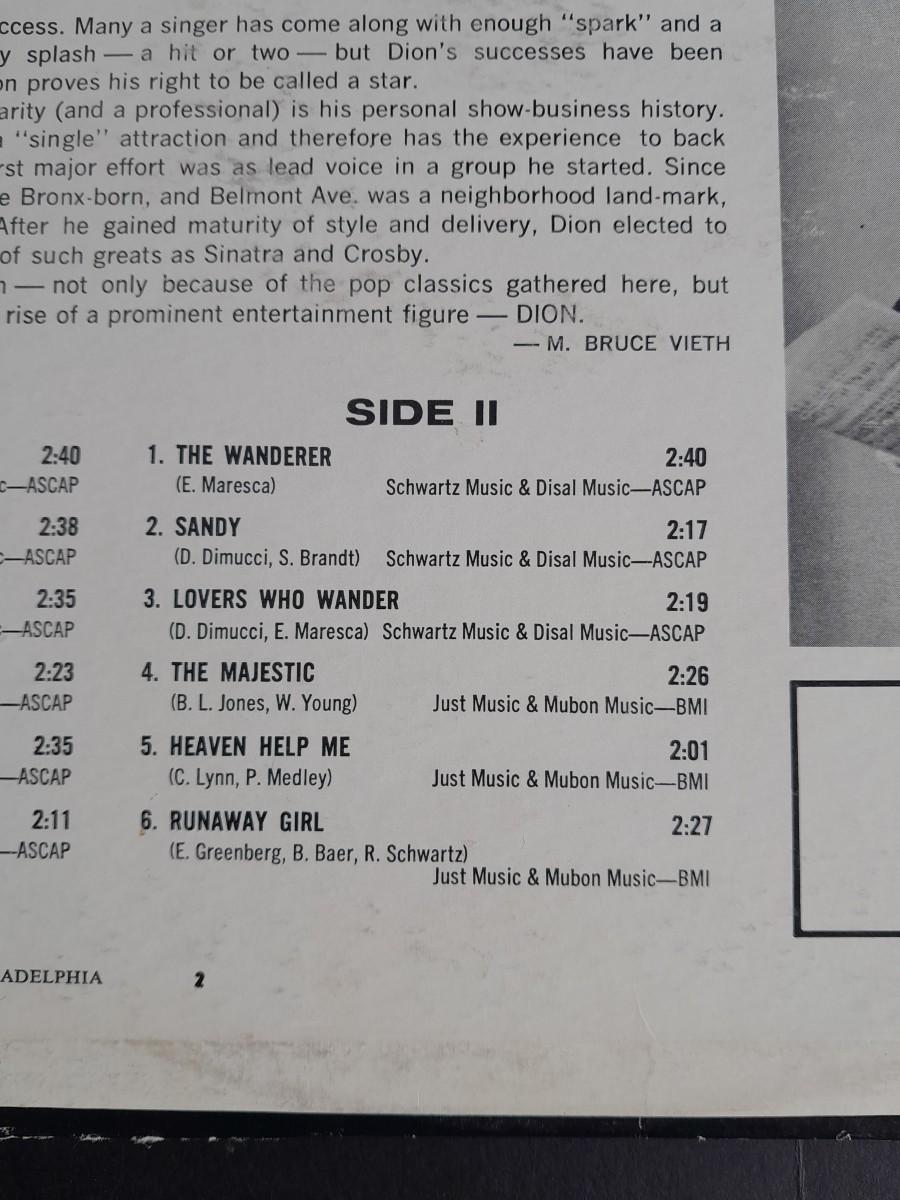 ccess. Many a singer has come along with enough “spark” and a
y splash — a hit or two — but Dion's successes have been
on proves his right to be called a star.
arity (and a professional) is his personal show-business history.
“single” attraction and therefore has the experience to back
rst major effort was as lead voice in a group he started. Since
e Bronx-born, and Belmont Ave. was a neighborhood land-mark,
After he gained maturity of style and delivery, Dion elected to
of such greats as Sinatra and Crosby.
— not only because of the pop classics gathered here, but
rise of a prominent entertainment figure — DION.
— M. BRUCE VIETH
SIDE II
2:40 1. THE WANDERER 2:40
c—ASCAP (E. Maresca) Schwartz Music & Disal Music—ASCAP
2:38 2. SANDY 2:17
c—ASCAP (D. Dimucci, S. Brandt) Schwartz Music & Disal Music—ASCAP
2:35 3. LOVERS WHO WANDER 2:19
—ASCAP (D. Dimucci, E. Maresca) Schwartz Music & Disal Music—ASCAP
2:23 4. THE MAJESTIC 2:26
—ASCAP (B. L. Jones, W. Young) Just Music & Mubon Music—BMI
2:35 5. HEAVEN HELP ME 2:01
—ASCAP (C. Lynn, P. Medley) Just Music & Mubon Music—BMI
2:11 6. RUNAWAY GIRL 2:27
—ASCAP (E. Greenberg, B. Baer, R. Schwartz)
Just Music & Mubon Music—BMI
ADELPHIA 2